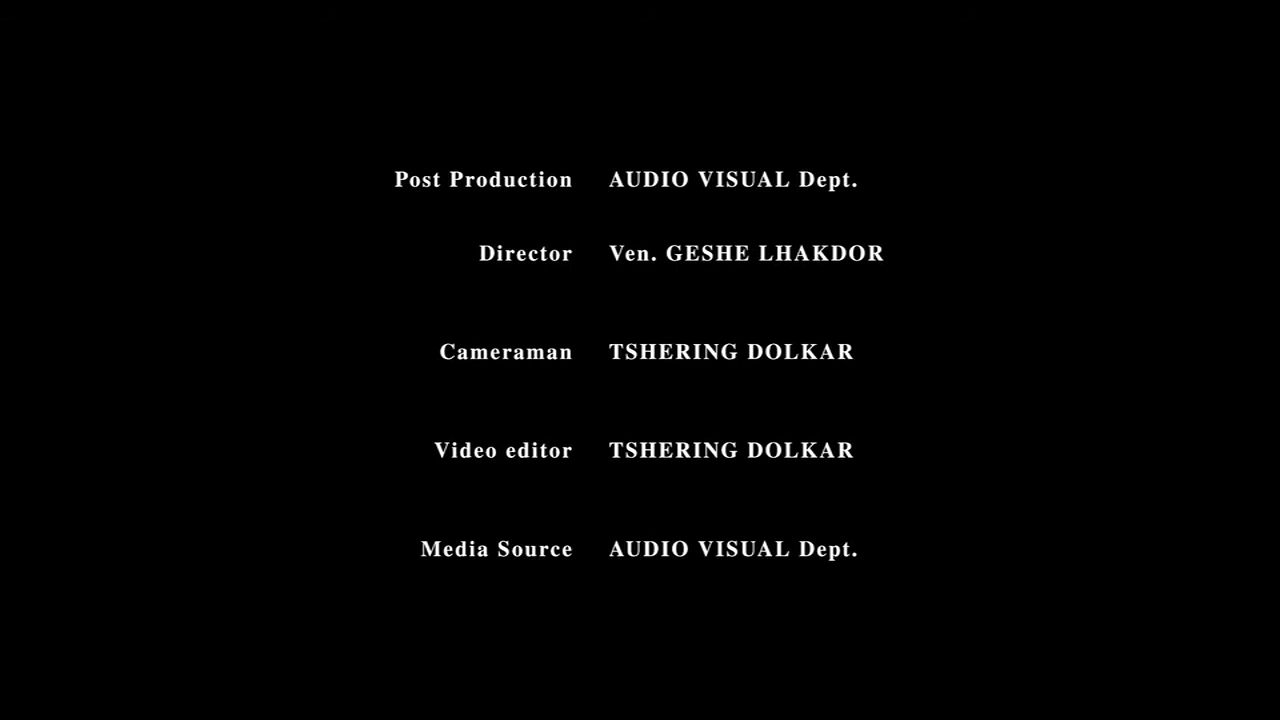 Post Production AUDIO VISUAL Dept.
Director Ven. GESHE LHAKDOR
Cameraman TSHERING DOLKAR
Video editor TSHERING DOLKAR
Media Source AUDIO VISUAL Dept.